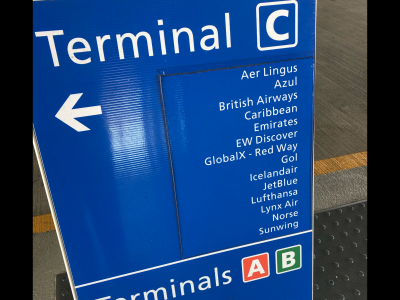 Terminal C
Aer Lingus
Azul
British Airways
Caribbean
Emirates
EW Discover
GlobalX - Red Way
Gol
Icelandair
JetBlue
Lufthansa
Lynx Air
Norse
Sunwing
Terminals A B